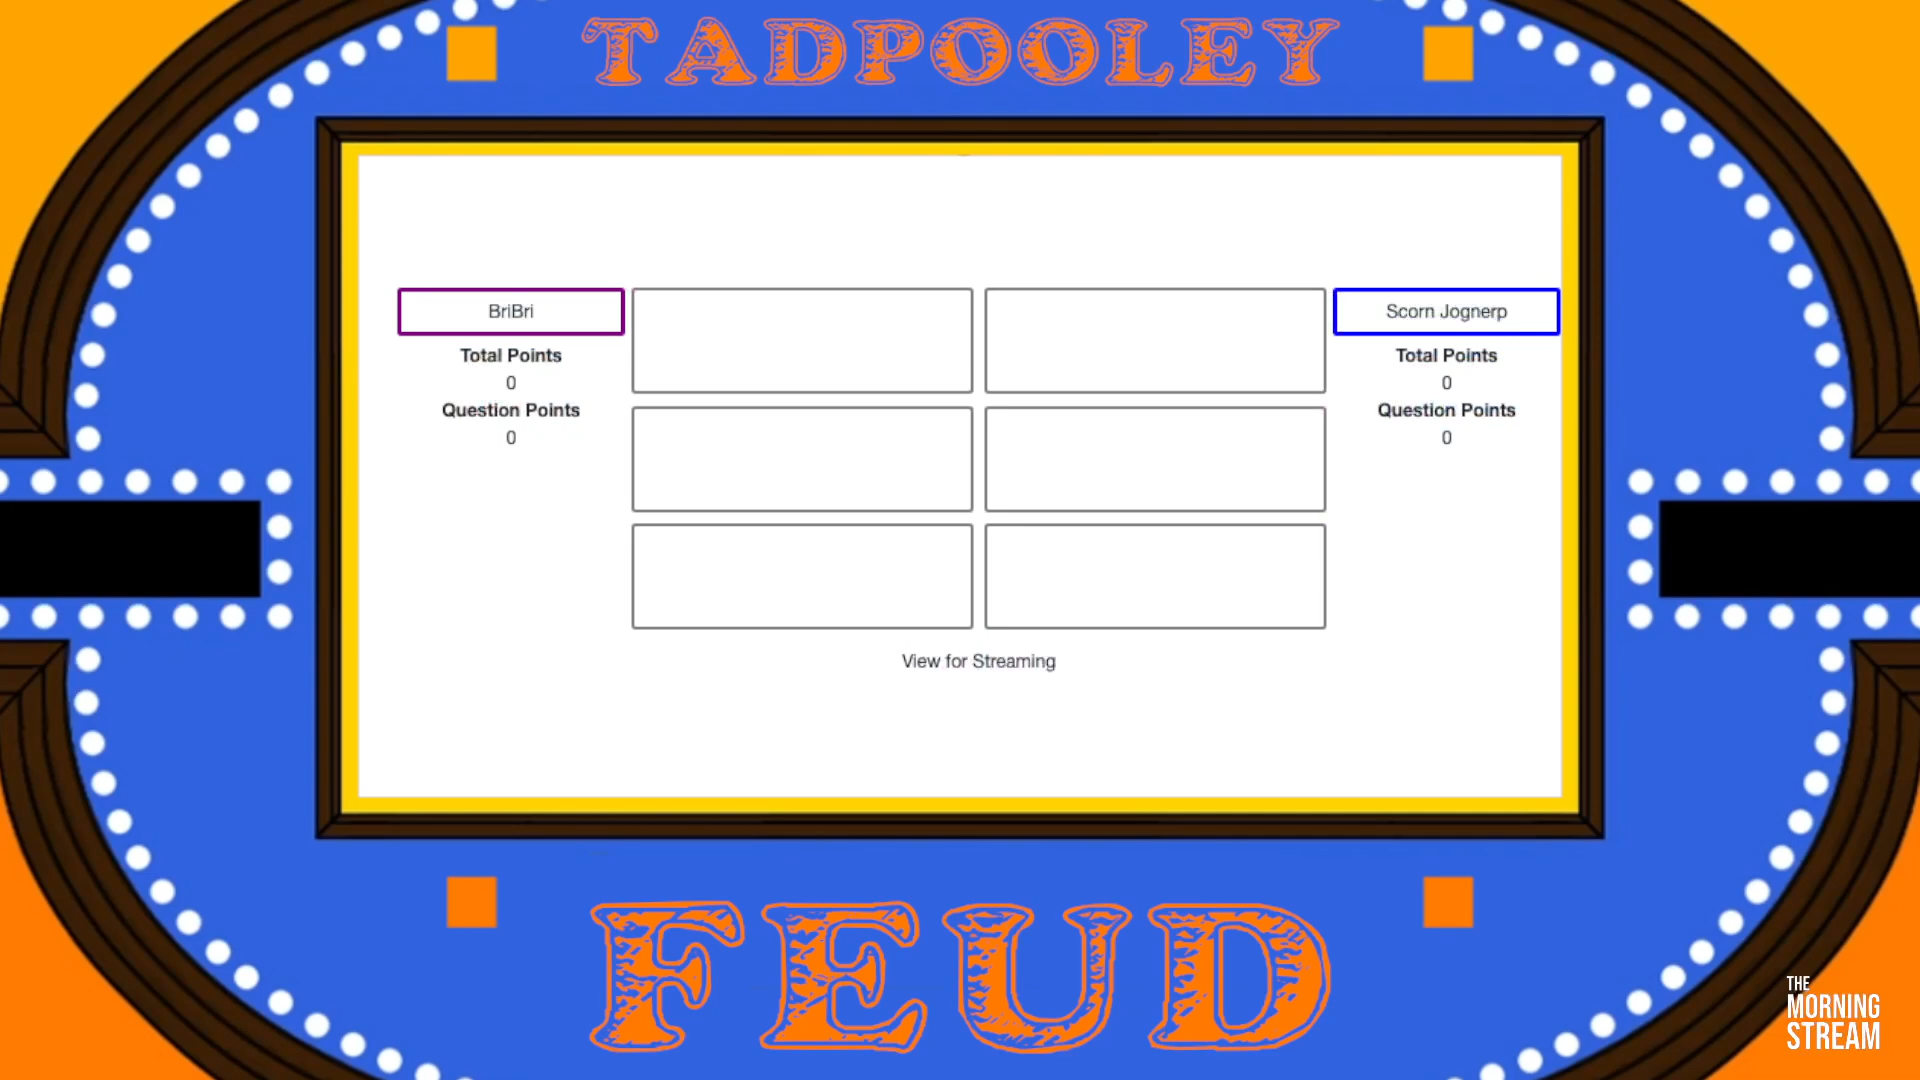 TADPOOLEY
BriBri
Total Points
0
Question Points
0
Scorn Jognerp
Total Points
0
Question Points
0
View for Streaming
FEUD
THE
MORNING
STREAM